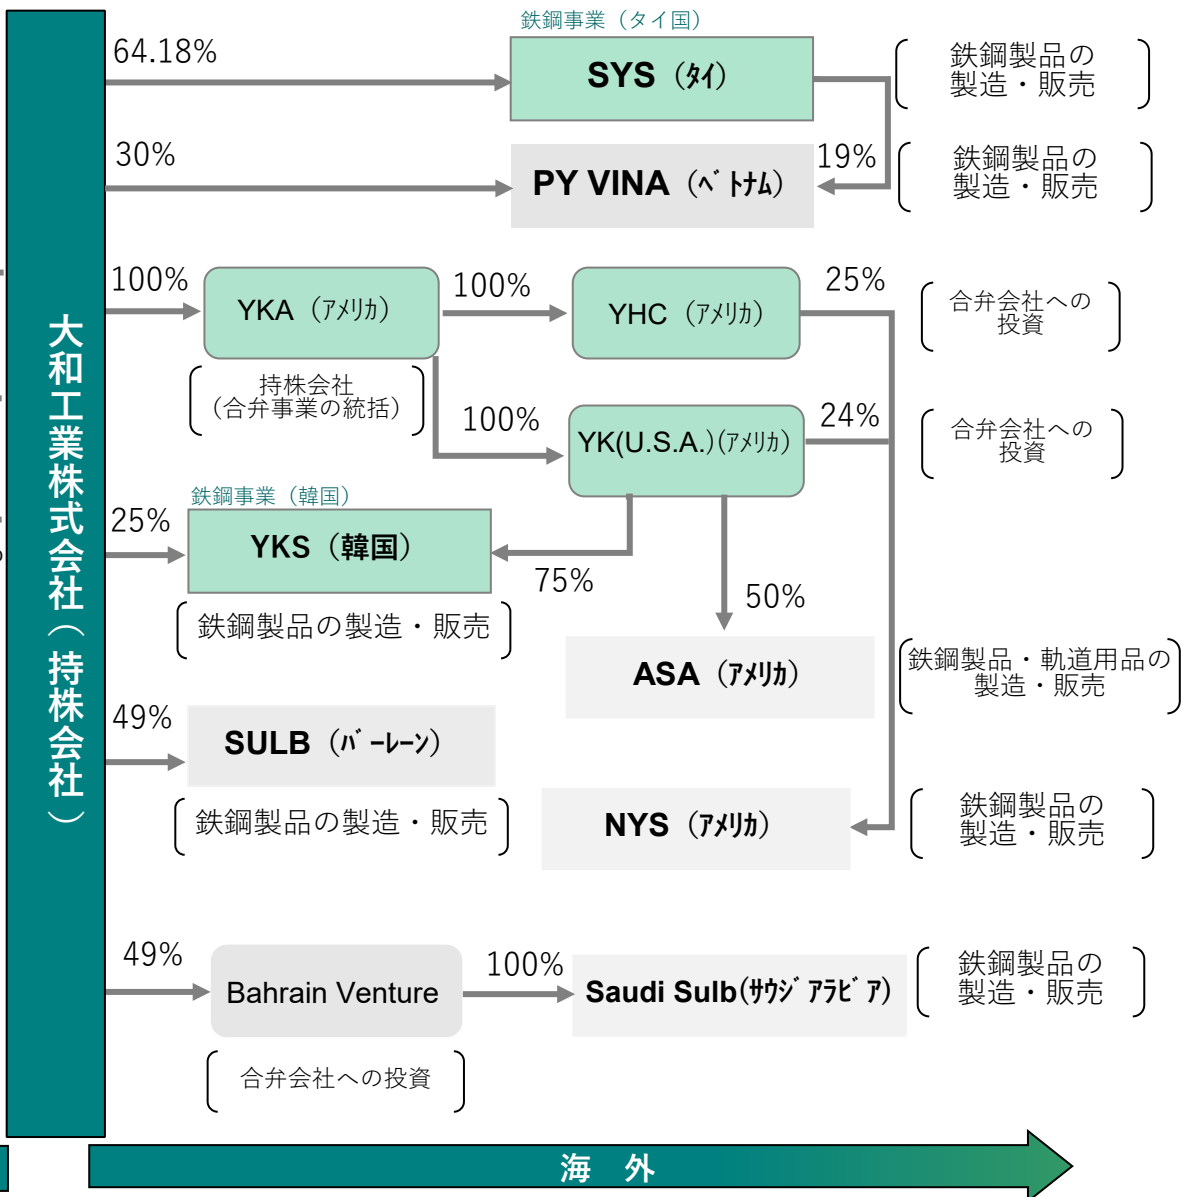 鉄鋼事業（タイ国）
64.18%
SYS（ﾀｲ）
鉄鋼製品の
製造・販売
30%
PY VINA（ﾍﾞﾄﾅﾑ）
19%
鉄鋼製品の
製造・販売
100%
YKA（ｱﾒﾘｶ）
100%
YHC（ｱﾒﾘｶ）
25%
合弁会社への
投資
持株会社
(合弁事業の統括)
100%
YK(U.S.A.)(ｱﾒﾘｶ)
24%
合弁会社への
投資
大和工業株式会社（持株会社）
鉄鋼事業（韓国）
25%
YKS（韓国）
75%
50%
鉄鋼製品の製造・販売
ASA（ｱﾒﾘｶ）
鉄鋼製品・軌道用品の
製造・販売
49%
SULB（ﾊﾞｰﾚｰﾝ）
鉄鋼製品の製造・販売
NYS（ｱﾒﾘｶ）
鉄鋼製品の
製造・販売
49%
Bahrain Venture
100%
Saudi Sulb(ｻｳｼﾞｱﾗﾋﾞｱ)
鉄鋼製品の
製造・販売
合弁会社への投資
海 外